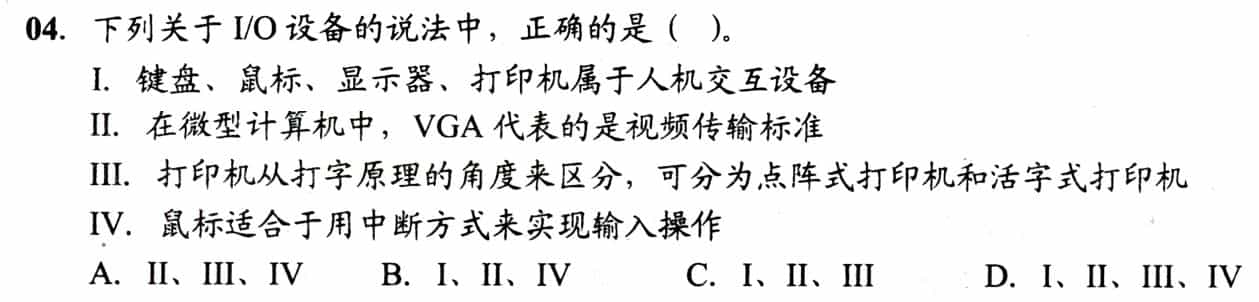 04. 下列关于 I/O 设备的说法中，正确的是（ ）。
I. 键盘、鼠标、显示器、打印机属于人机交互设备
II. 在微型计算机中，VGA 代表的是视频传输标准
III. 打印机从打字原理的角度来区分，可分为点阵式打印机和活字式打印机
IV. 鼠标适合于用中断方式来实现输入操作
A. II、III、IV B. I、II、IV C. I、II、III D. I、II、III、IV